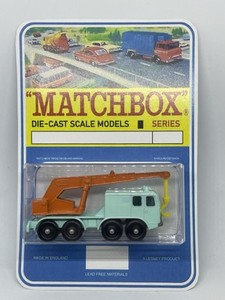 "MATCHBOX"®
DIE-CAST SCALE MODELS SERIES
MADE IN ENGLAND A LESNEY PRODUCT
LEAD FREE MATERIALS